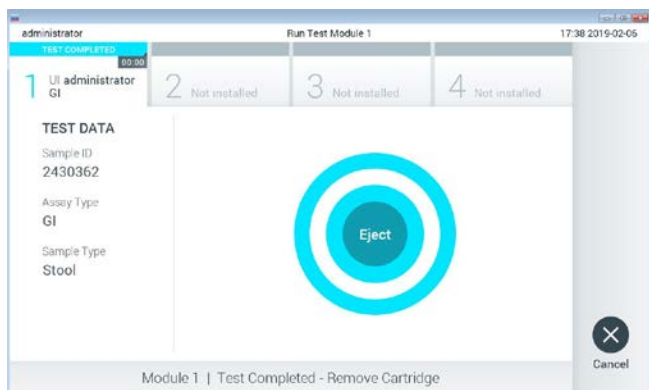 administrator Run Test Module 1 17:38 2019-02-06
TEST COMPLETED
00:00
1 UI administrator
GI
2 Not installed
3 Not installed
4 Not installed
TEST DATA
Sample ID
2430362
Assay Type
GI
Sample Type
Stool
Eject
Cancel
Module 1 | Test Completed - Remove Cartridge